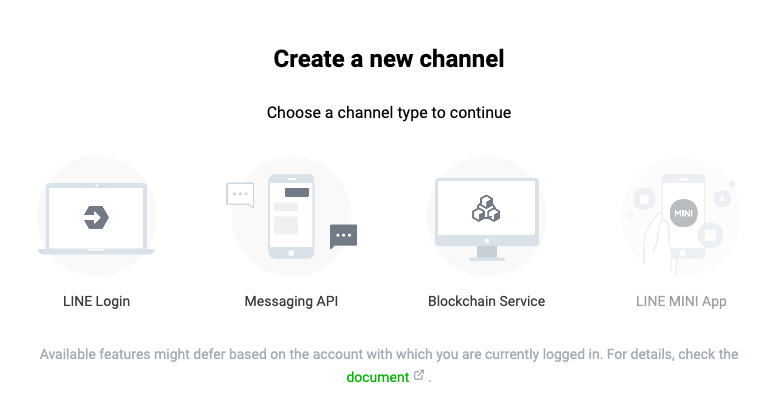 Create a new channel
Choose a channel type to continue
MINI
LINE Login
Messaging API
Blockchain Service
LINE MINI App
Available features might defer based on the account with which you are currently logged in. For details, check the
document .